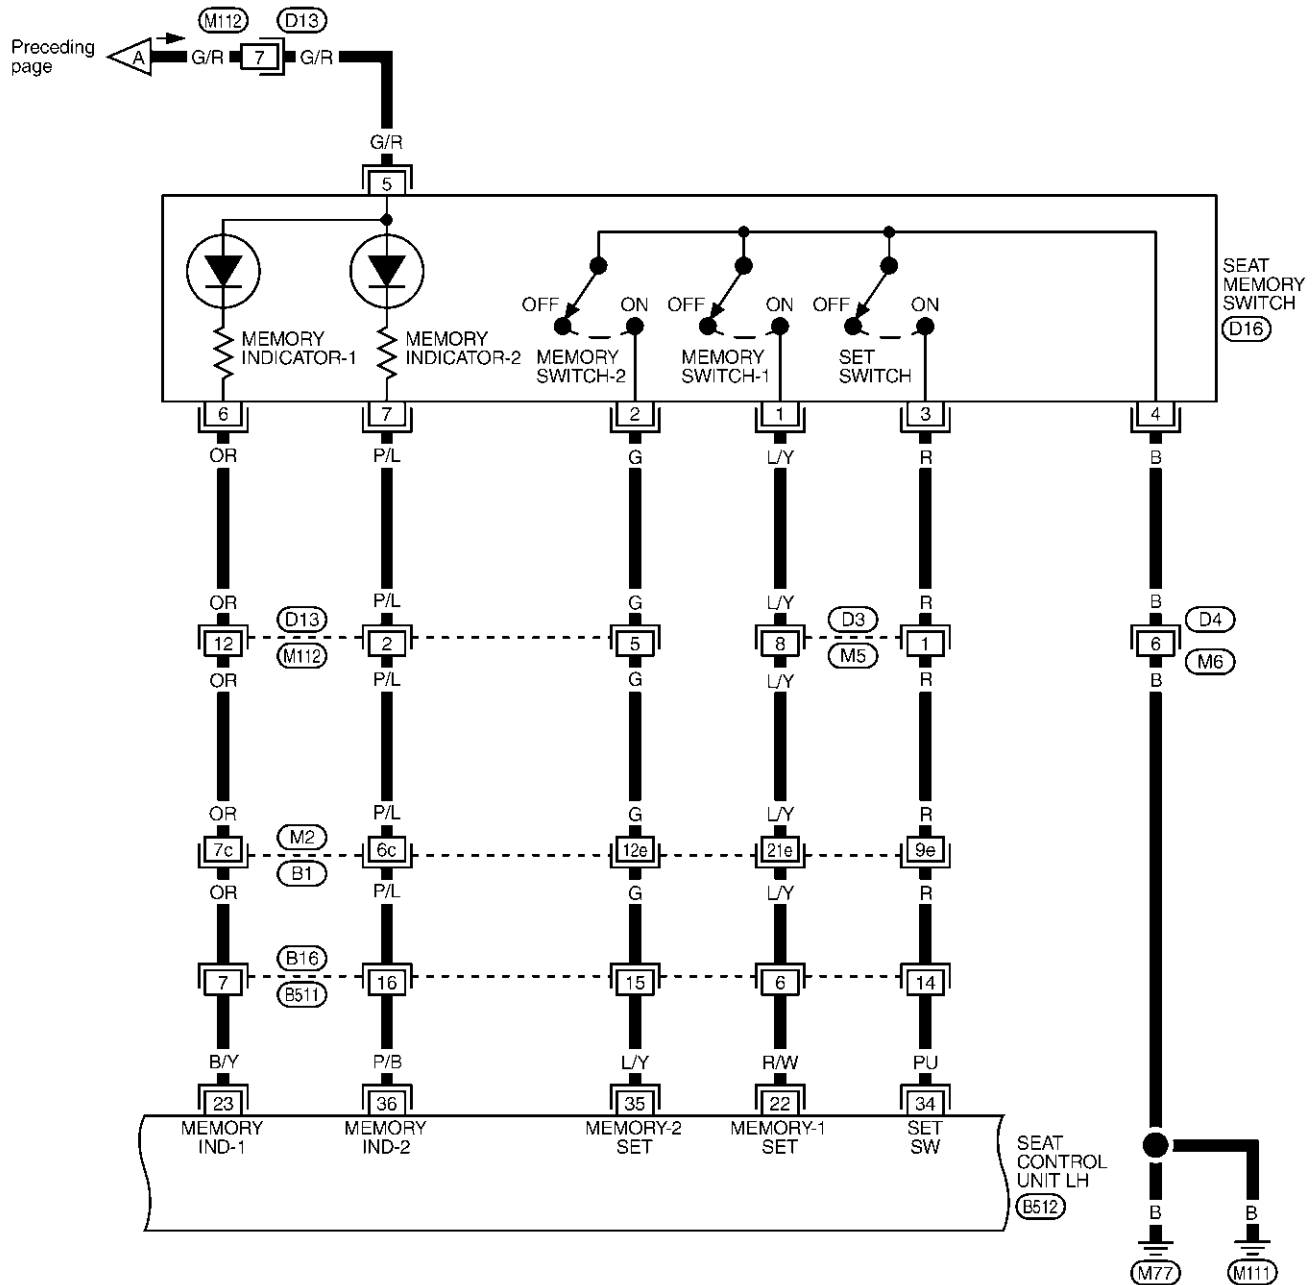 M112 D13
Preceding
page
A G/R 7 G/R
G/R
5
SEAT
MEMORY
SWITCH
D16
OFF ON OFF ON OFF ON
MEMORY
INDICATOR-1
MEMORY
INDICATOR-2
MEMORY
SWITCH-2
MEMORY
SWITCH-1
SET
SWITCH
6 7 2 1 3 4
OR P/L G L/Y R B
OR P/L G L/Y R B
D13 D3 D4
12 2 5 8 1 6
M112 M5 M6
OR P/L G L/Y R B
OR P/L G L/Y R
M2
7c 6c 12e 21e 9e
B1
OR P/L G L/Y R
B16
7 16 15 6 14
B511
B/Y P/B L/Y R/W PU
23 36 35 22 34
MEMORY
IND-1
MEMORY
IND-2
MEMORY-2
SET
MEMORY-1
SET
SET
SW
SEAT
CONTROL
UNIT LH
B512
B B
M77 M111